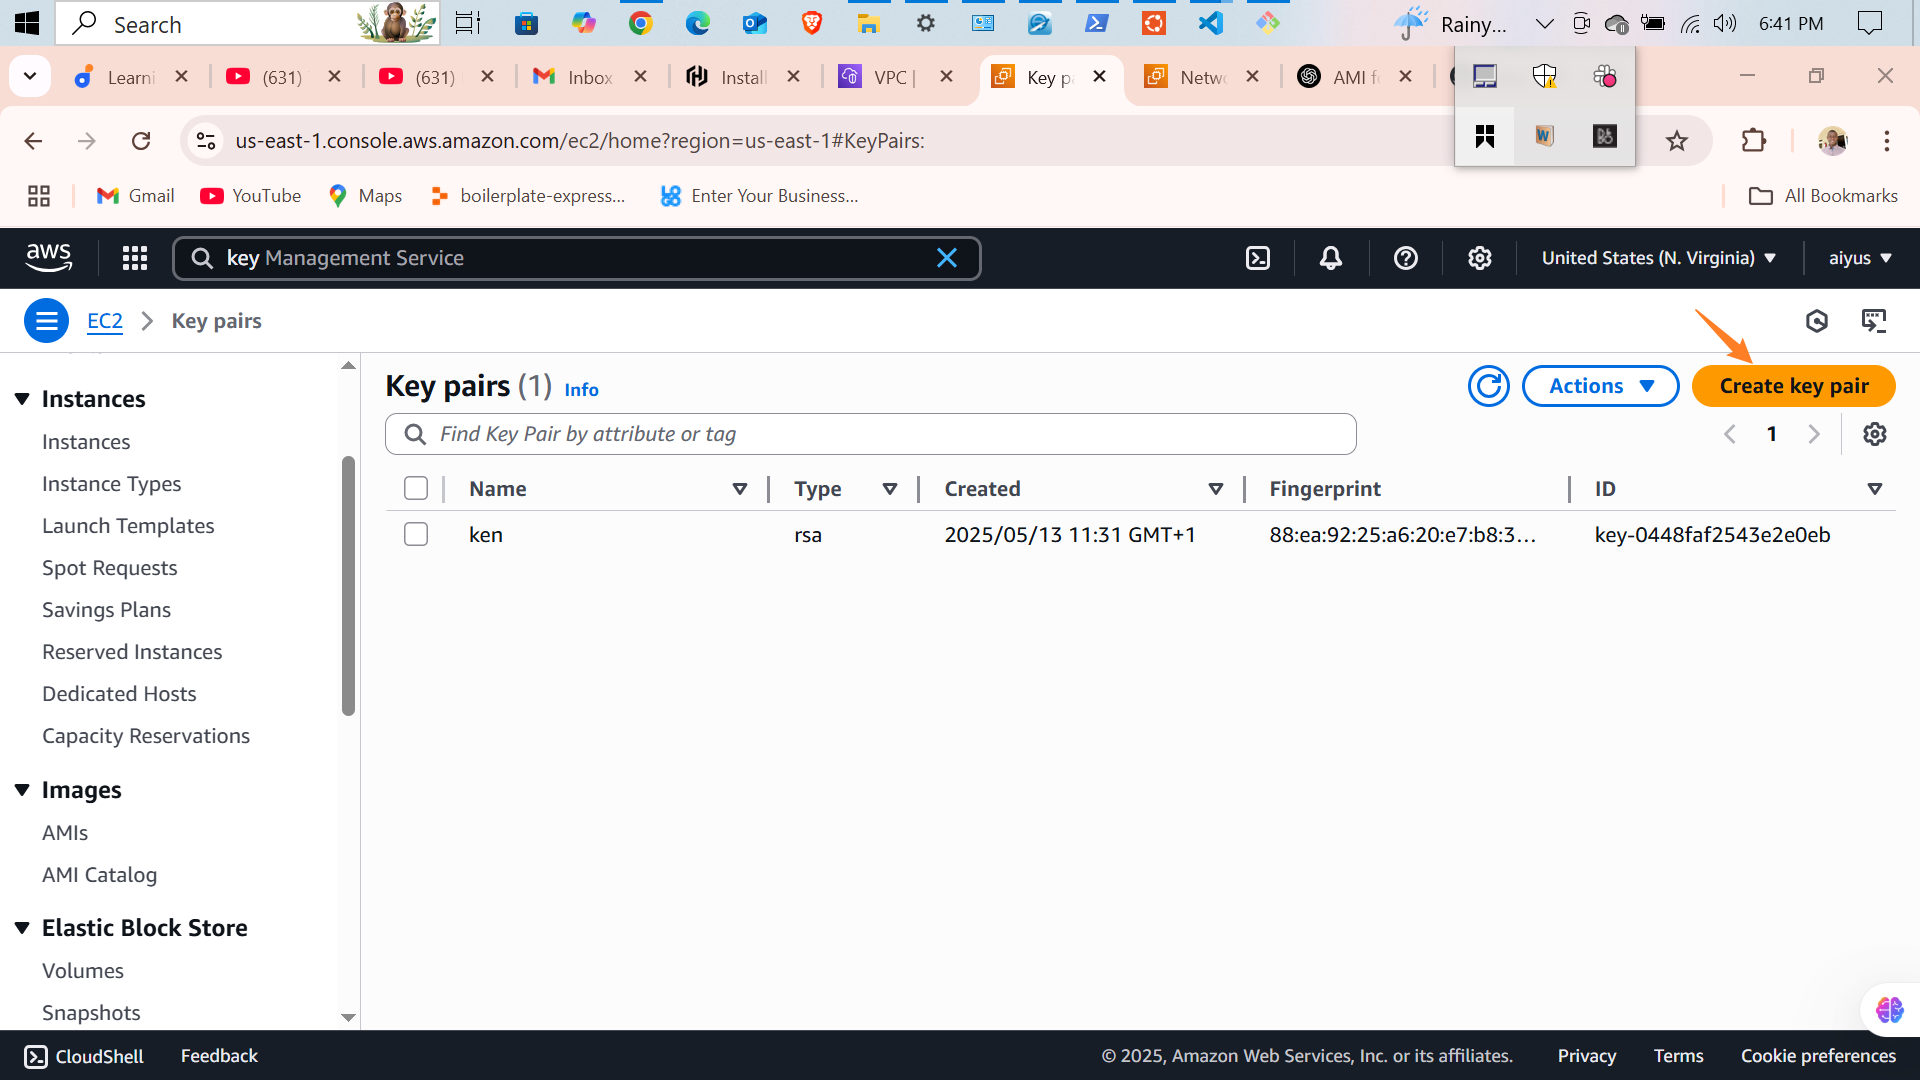 Search
Rainy...
6:41 PM
Learni
(631)
(631)
Inbox
Install
VPC |
Key pa
Netwo
AMI fo
us-east-1.console.aws.amazon.com/ec2/home?region=us-east-1#KeyPairs:
Gmail
YouTube
Maps
boilerplate-express...
Enter Your Business...
All Bookmarks
aws
key Management Service
United States (N. Virginia)
aiyus
EC2
Key pairs
Instances
Instances
Instance Types
Launch Templates
Spot Requests
Savings Plans
Reserved Instances
Dedicated Hosts
Capacity Reservations
Images
AMIs
AMI Catalog
Elastic Block Store
Volumes
Snapshots
Key pairs (1) Info
Actions
Create key pair
Find Key Pair by attribute or tag
1
Name Type Created Fingerprint ID
ken rsa 2025/05/13 11:31 GMT+1 88:ea:92:25:a6:20:e7:b8:3... key-0448faf2543e2e0eb
CloudShell
Feedback
© 2025, Amazon Web Services, Inc. or its affiliates.
Privacy
Terms
Cookie preferences